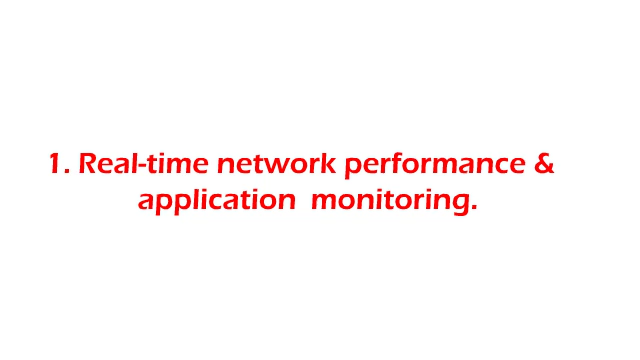 1. Real-time network performance &
application monitoring.